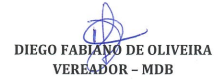 DIEGO FABIANO DE OLIVEIRA
VEREADOR – MDB